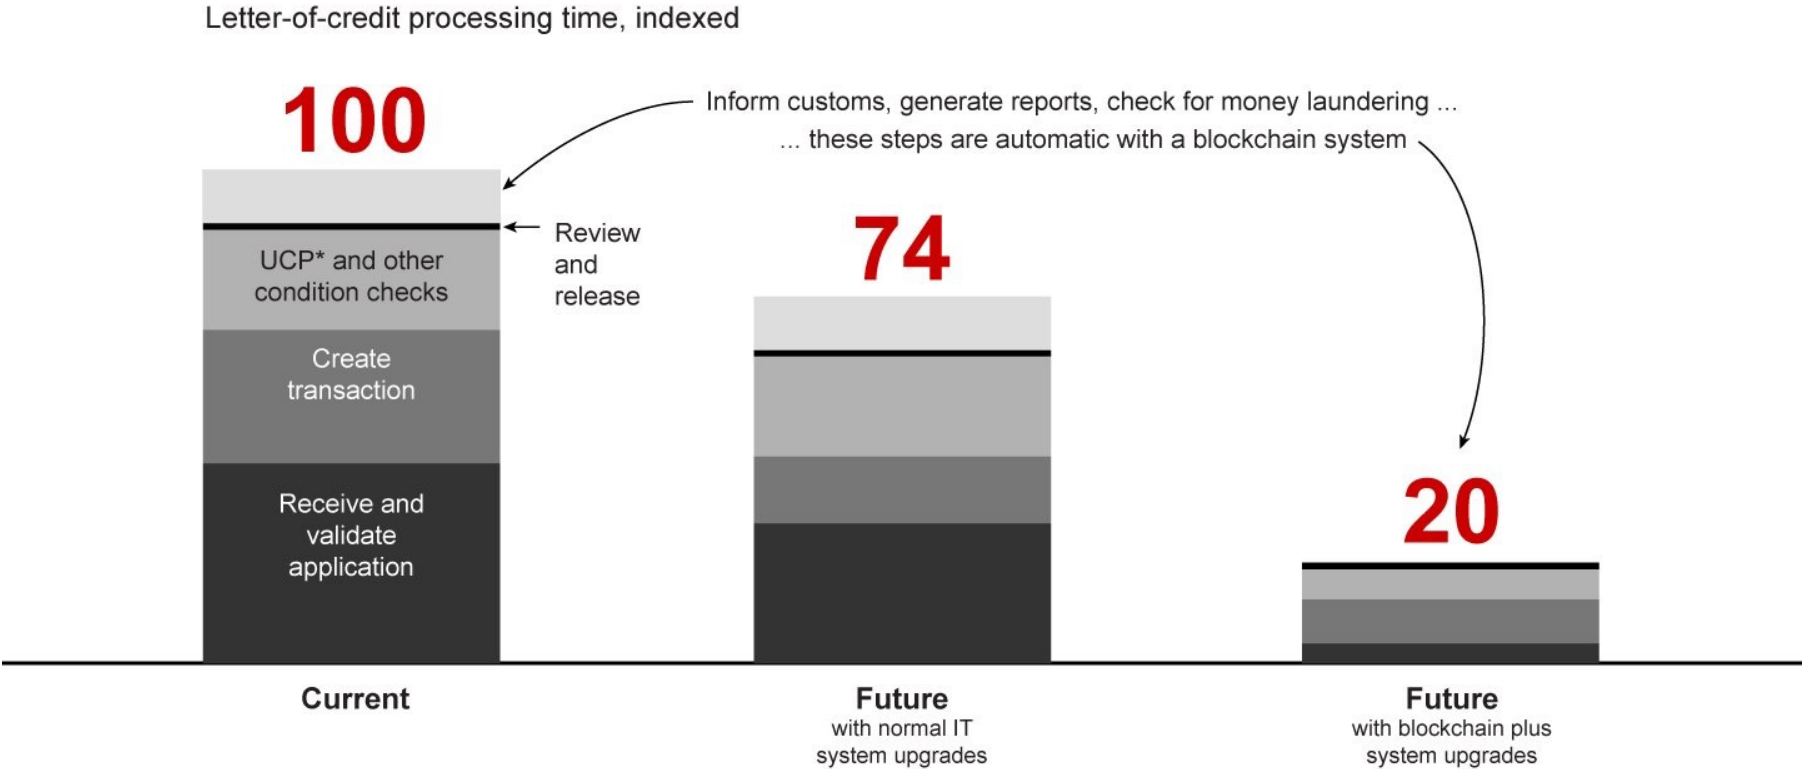 Letter-of-credit processing time, indexed
100
Inform customs, generate reports, check for money laundering ...
... these steps are automatic with a blockchain system
Review
and
release
UCP* and other
condition checks
Create
transaction
Receive and
validate
application
74
20
Current
Future
with normal IT
system upgrades
Future
with blockchain plus
system upgrades